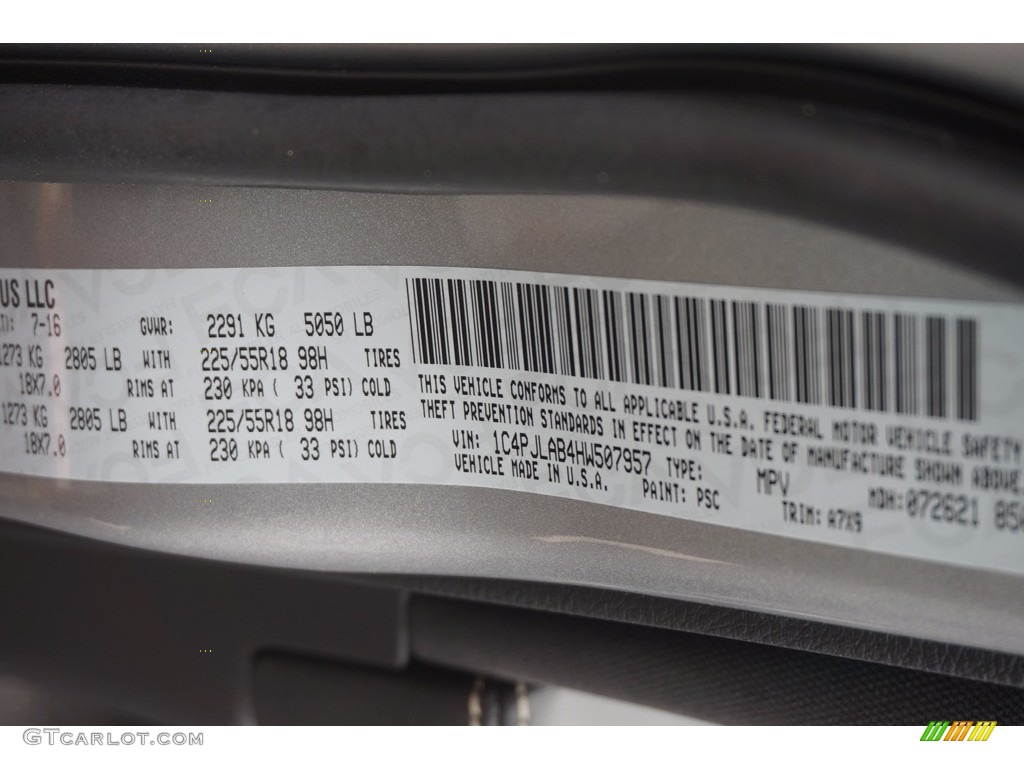 US LLC
7-16 GVWR: 2291 KG 5050 LB
1273 KG 2805 LB WITH 225/55R18 98H TIRES
18X7.0 RIMS AT 230 KPA ( 33 PSI) COLD
1273 KG 2805 LB WITH 225/55R18 98H TIRES
18X7.0 RIMS AT 230 KPA ( 33 PSI) COLD
THIS VEHICLE CONFORMS TO ALL APPLICABLE U.S.A. FEDERAL MOTOR VEHICLE SAFETY
THEFT PREVENTION STANDARDS IN EFFECT ON THE DATE OF MANUFACTURE SHOWN ABOVE.
VIN: 1C4PJLAB4HW507957 TYPE: MPV MDH:072621
VEHICLE MADE IN U.S.A. PAINT: PSC TRIM: A7X9
GTCarlot.com